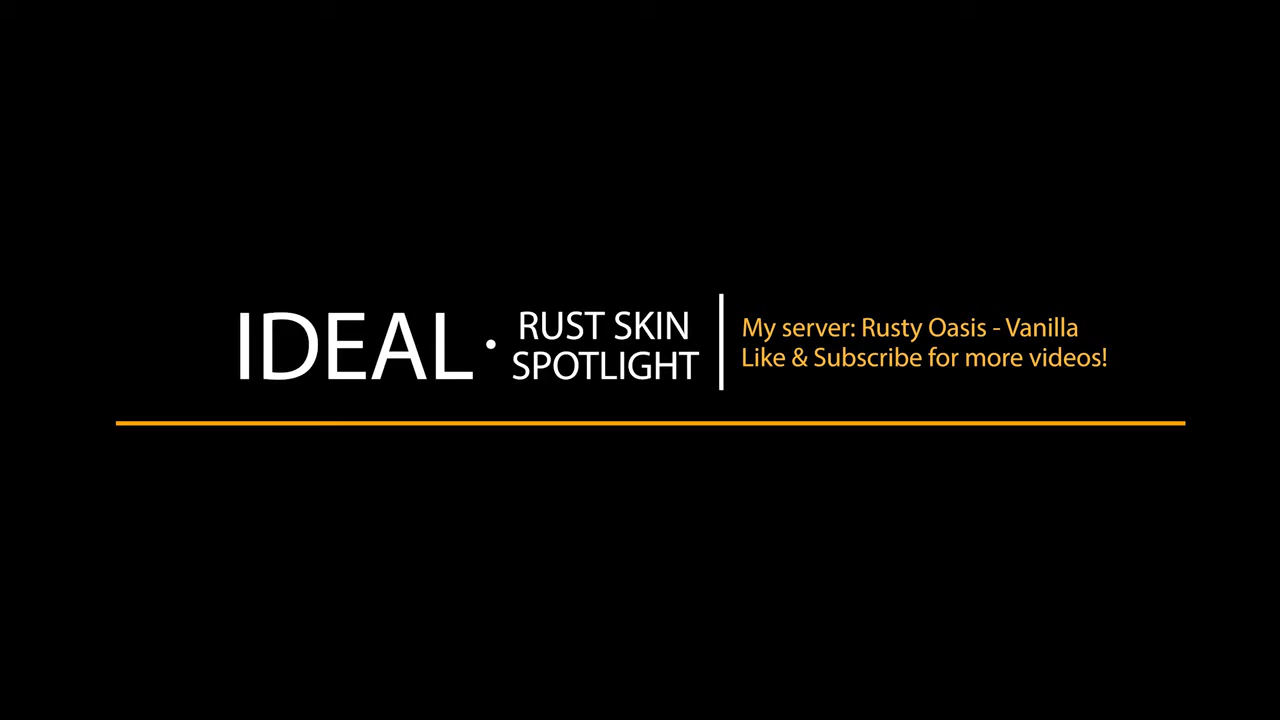 IDEAL · RUST SKIN
SPOTLIGHT
My server: Rusty Oasis - Vanilla
Like & Subscribe for more videos!